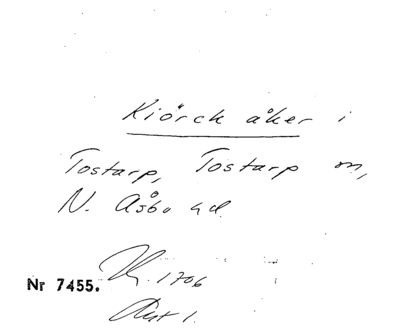 Kiörck åker i
Tostarp, Tostarp sn,
N. Åsbo hd.
1706
Nr 7455.
Akt 1.